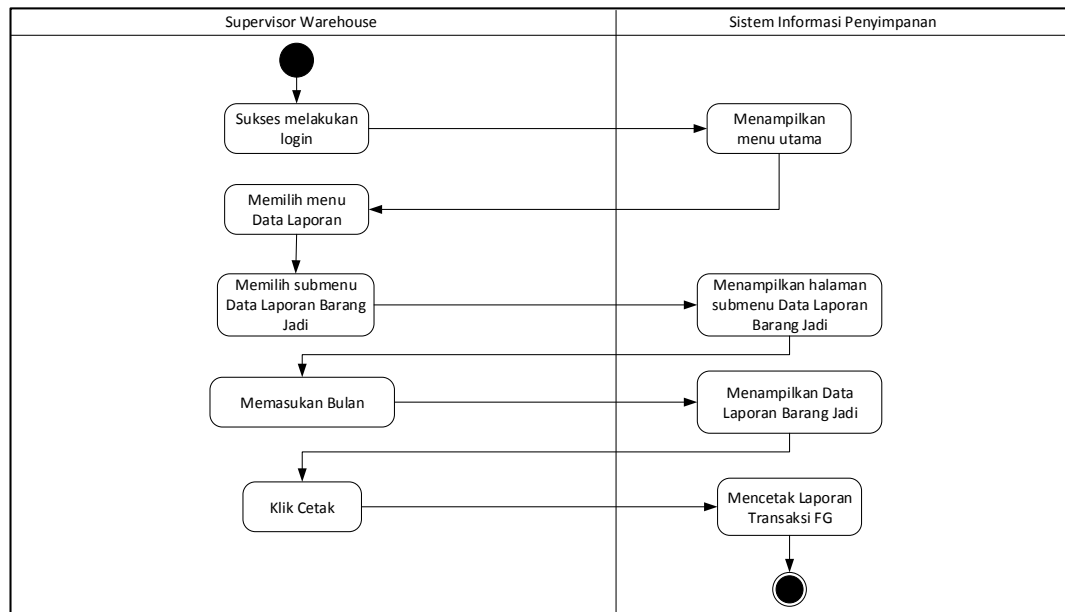 Supervisor Warehouse
Sistem Informasi Penyimpanan
Sukses melakukan
login
Menampilkan
menu utama
Memilih menu
Data Laporan
Memilih submenu
Data Laporan Barang
Jadi
Menampilkan halaman
submenu Data Laporan
Barang Jadi
Memasukan Bulan
Menampilkan Data
Laporan Barang Jadi
Klik Cetak
Mencetak Laporan
Transaksi FG